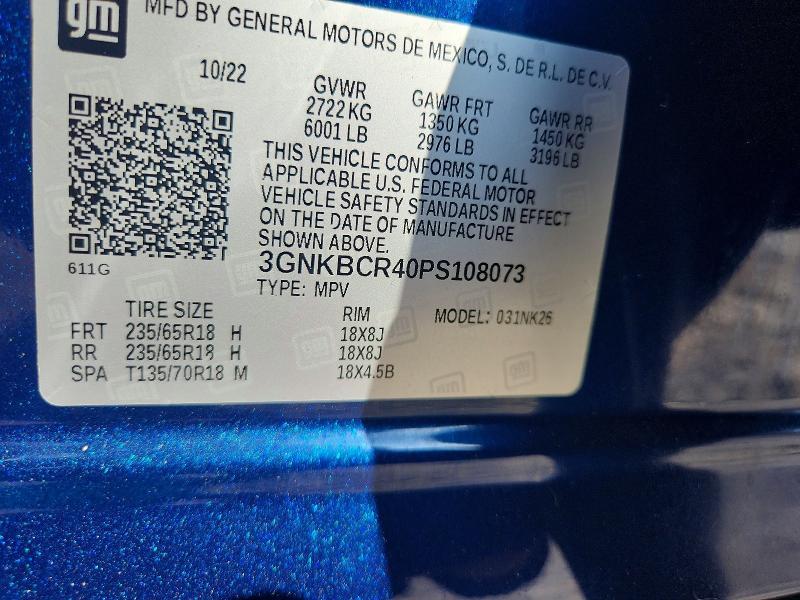 gm
MFD BY GENERAL MOTORS DE MEXICO, S. DE R.L. DE C.V.
10/22
GVWR
2722 KG
6001 LB
GAWR FRT
1350 KG
2976 LB
GAWR RR
1450 KG
3196 LB
THIS VEHICLE CONFORMS TO ALL
APPLICABLE U.S. FEDERAL MOTOR
VEHICLE SAFETY STANDARDS IN EFFECT
ON THE DATE OF MANUFACTURE
SHOWN ABOVE.
611G
3GNKBCR40PS108073
TYPE: MPV
TIRE SIZE RIM MODEL: 031NK26
FRT 235/65R18 H 18X8J
RR 235/65R18 H 18X8J
SPA T135/70R18 M 18X4.5B